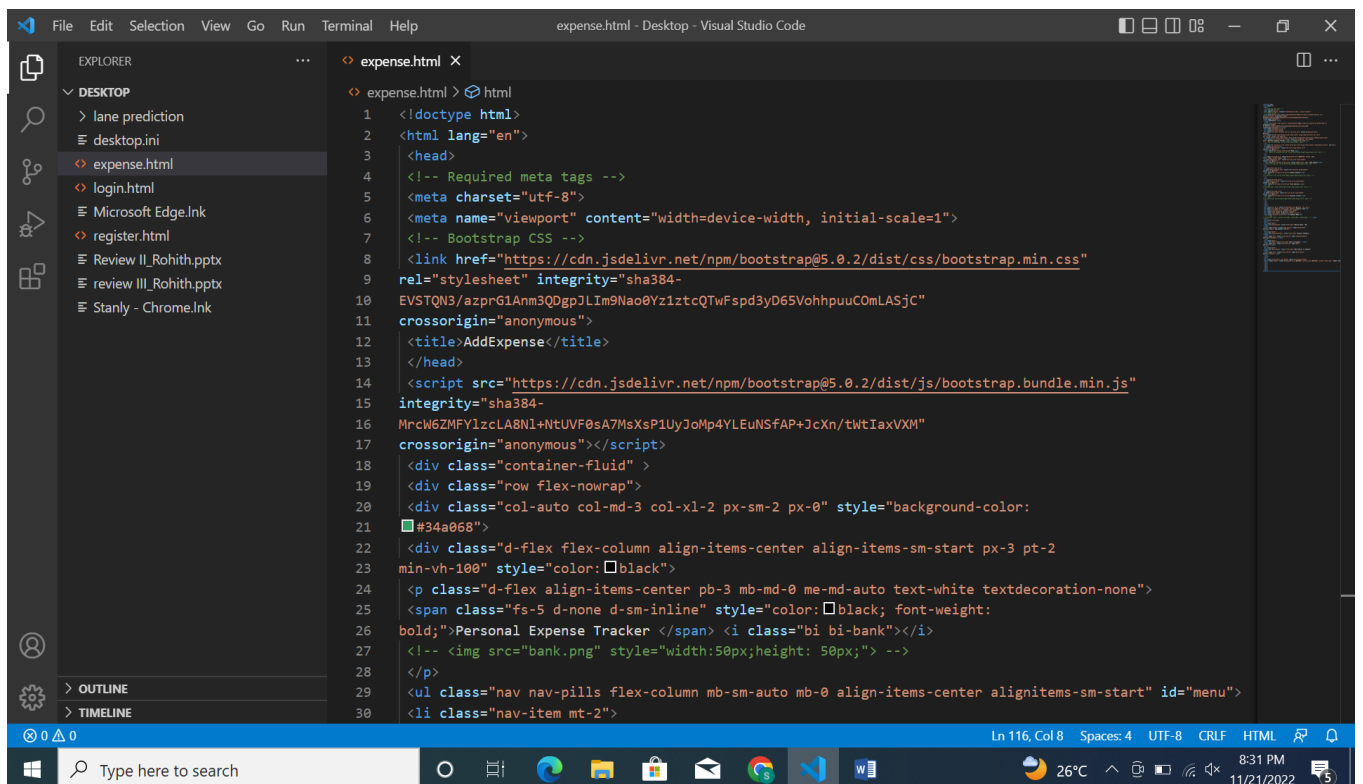 File Edit Selection View Go Run Terminal Help
expense.html - Desktop - Visual Studio Code
EXPLORER
DESKTOP
lane prediction
desktop.ini
expense.html
login.html
Microsoft Edge.lnk
register.html
Review II_Rohith.pptx
review III_Rohith.pptx
Stanly - Chrome.lnk
OUTLINE
TIMELINE
expense.html
expense.html > html
1 <!doctype html>
2 <html lang="en">
3 <head>
4 <!-- Required meta tags -->
5 <meta charset="utf-8">
6 <meta name="viewport" content="width=device-width, initial-scale=1">
7 <!-- Bootstrap CSS -->
8 <link href="https://cdn.jsdelivr.net/npm/bootstrap@5.0.2/dist/css/bootstrap.min.css"
9 rel="stylesheet" integrity="sha384-
10 EVSTQN3/azprG1Anm3QDgpJLIm9Nao0Yz1ztcQTwFspd3yD65VohhpuuCOmLASjC"
11 crossorigin="anonymous">
12 <title>AddExpense</title>
13 </head>
14 <script src="https://cdn.jsdelivr.net/npm/bootstrap@5.0.2/dist/js/bootstrap.bundle.min.js"
15 integrity="sha384-
16 MrcW6ZMFYlzcLA8Nl+NtUVF0sA7MsXsP1UyJoMp4YLEuNSfAP+JcXn/tWtIaxVXM"
17 crossorigin="anonymous"></script>
18 <div class="container-fluid" >
19 <div class="row flex-nowrap">
20 <div class="col-auto col-md-3 col-xl-2 px-sm-2 px-0" style="background-color:
21 #34a068">
22 <div class="d-flex flex-column align-items-center align-items-sm-start px-3 pt-2
23 min-vh-100" style="color:black">
24 <p class="d-flex align-items-center pb-3 mb-md-0 me-md-auto text-white textdecoration-none">
25 <span class="fs-5 d-none d-sm-inline" style="color:black; font-weight:
26 bold;">Personal Expense Tracker </span> <i class="bi bi-bank"></i>
27 <!-- <img src="bank.png" style="width:50px;height: 50px;"> -->
28 </p>
29 <ul class="nav nav-pills flex-column mb-sm-auto mb-0 align-items-center alignitems-sm-start" id="menu">
30 <li class="nav-item mt-2">
0 0
Ln 116, Col 8 Spaces: 4 UTF-8 CRLF HTML
Type here to search
26°C
8:31 PM
11/21/2022
5